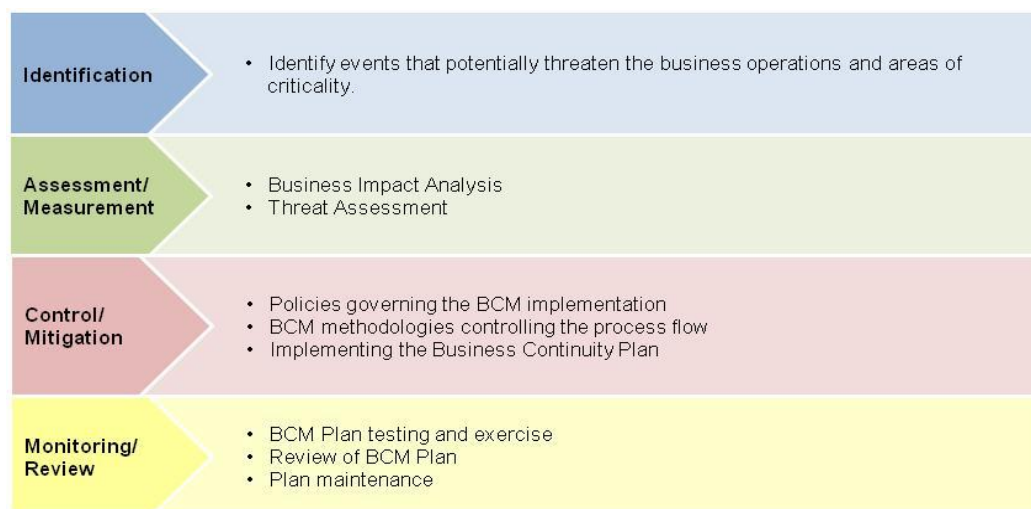 Identification
• Identify events that potentially threaten the business operations and areas of
criticality.
Assessment/
Measurement
• Business Impact Analysis
• Threat Assessment
Control/
Mitigation
• Policies governing the BCM implementation
• BCM methodologies controlling the process flow
• Implementing the Business Continuity Plan
Monitoring/
Review
• BCM Plan testing and exercise
• Review of BCM Plan
• Plan maintenance